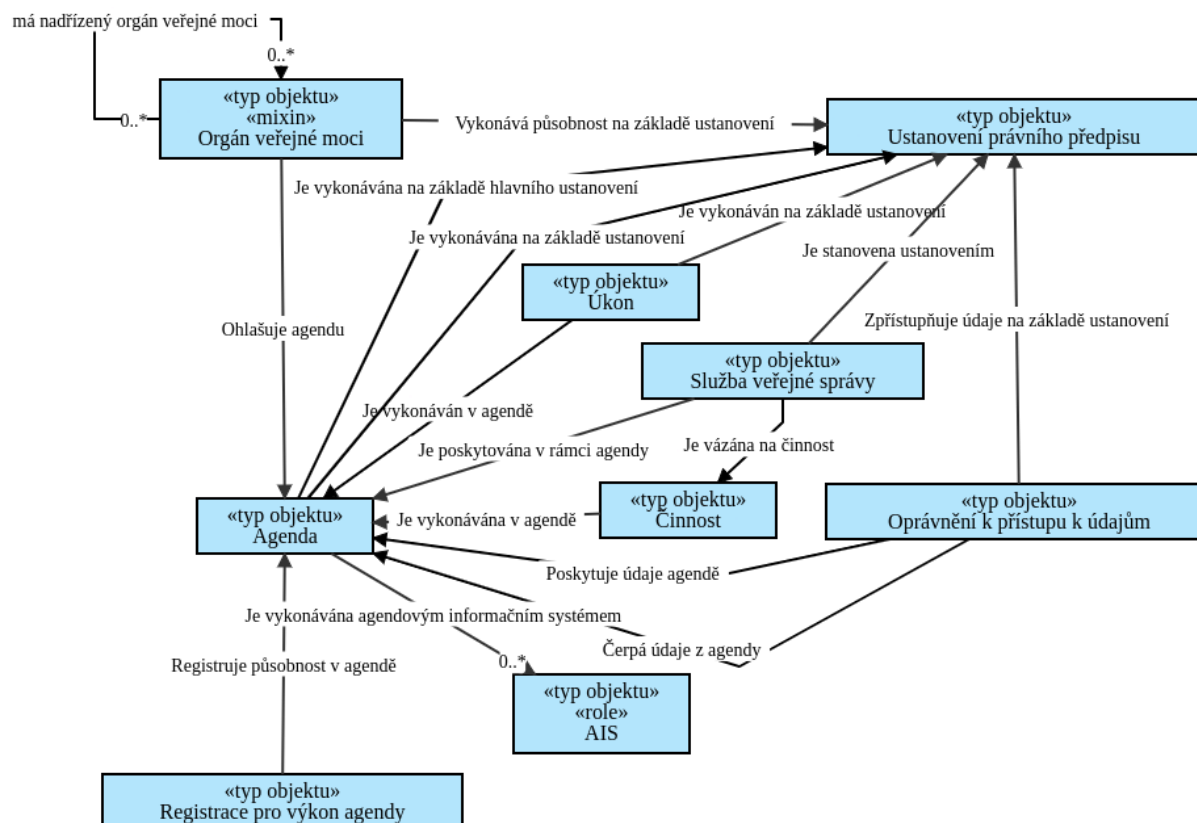 má nadřízený orgán veřejné moci
0..*
0..*
«typ objektu»
«mixin»
Orgán veřejné moci
Vykonává působnost na základě ustanovení
«typ objektu»
Ustanovení právního předpisu
Je vykonávána na základě hlavního ustanovení
Je vykonáván na základě ustanovení
Je vykonávána na základě ustanovení
Je stanovena ustanovením
«typ objektu»
Úkon
Ohlašuje agendu
Zpřístupňuje údaje na základě ustanovení
«typ objektu»
Služba veřejné správy
Je vykonáván v agendě
Je poskytována v rámci agendy
Je vázána na činnost
«typ objektu»
Agenda
Je vykonávána v agendě
«typ objektu»
Činnost
«typ objektu»
Oprávnění k přístupu k údajům
Poskytuje údaje agendě
Je vykonávána agendovým informačním systémem
Čerpá údaje z agendy
Registruje působnost v agendě
0..*
«typ objektu»
«role»
AIS
«typ objektu»
Registrace pro výkon agendy